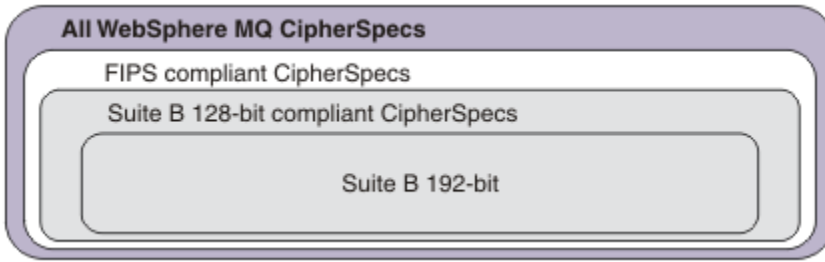 All WebSphere MQ CipherSpecs
FIPS compliant CipherSpecs
Suite B 128-bit compliant CipherSpecs
Suite B 192-bit